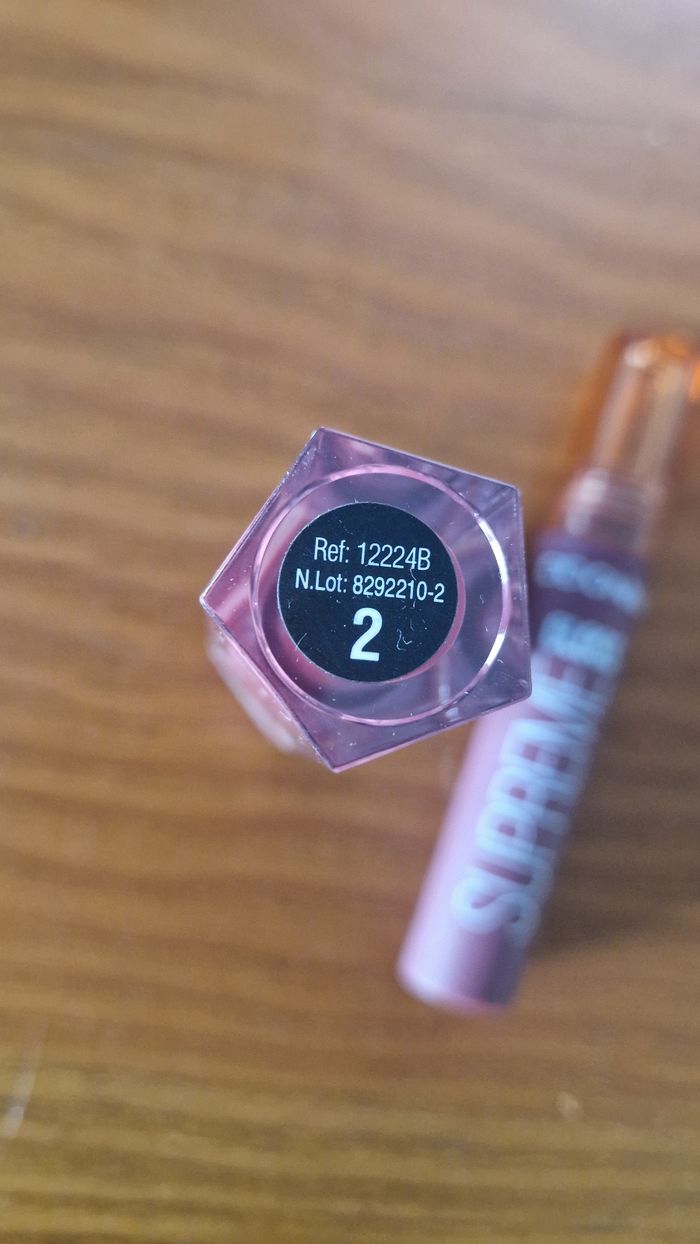 Ref: 12224B
N.Lot: 8292210-2
2
SUPREME